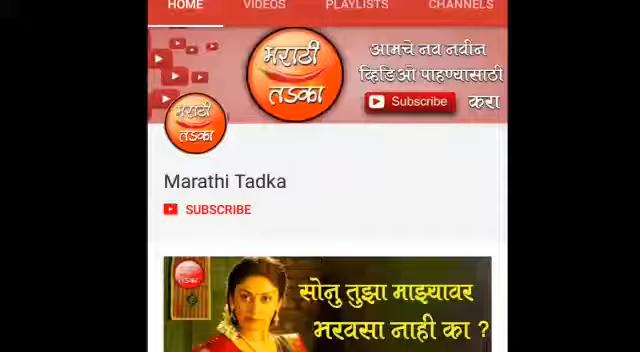 HOME VIDEOS PLAYLISTS CHANNELS
मराठी
तडका
आमचे नव नवीन
व्हिडिओ पाहण्यासाठी
Subscribe करा
मराठी
तडका
Marathi Tadka
SUBSCRIBE
तडका
सोनु तुझा माझ्यावर
भरवसा नाही का ?